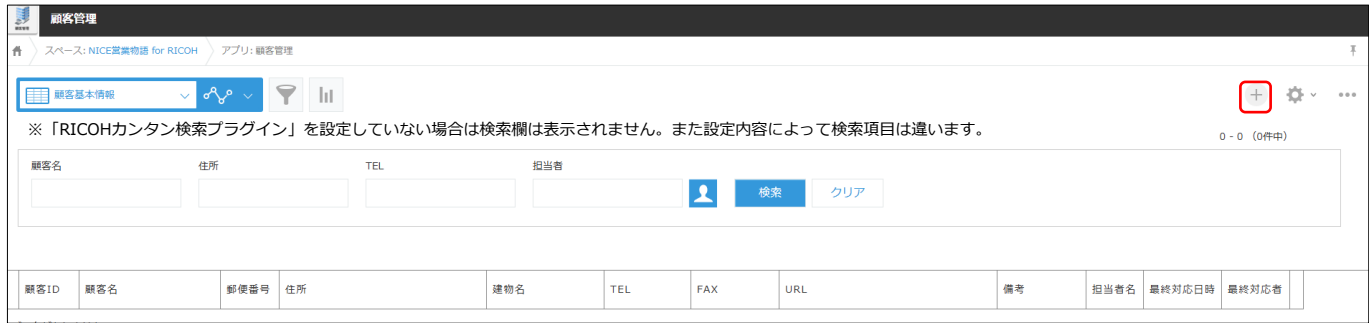 顧客管理
スペース: NICE営業物語 for RICOH アプリ: 顧客管理
顧客基本情報
※「RICOHカンタン検索プラグイン」を設定していない場合は検索欄は表示されません。また設定内容によって検索項目は違います。
0 - 0 （0件中）
顧客名 住所 TEL 担当者
検索 クリア
顧客ID 顧客名 郵便番号 住所 建物名 TEL FAX URL 備考 担当者名 最終対応日時 最終対応者